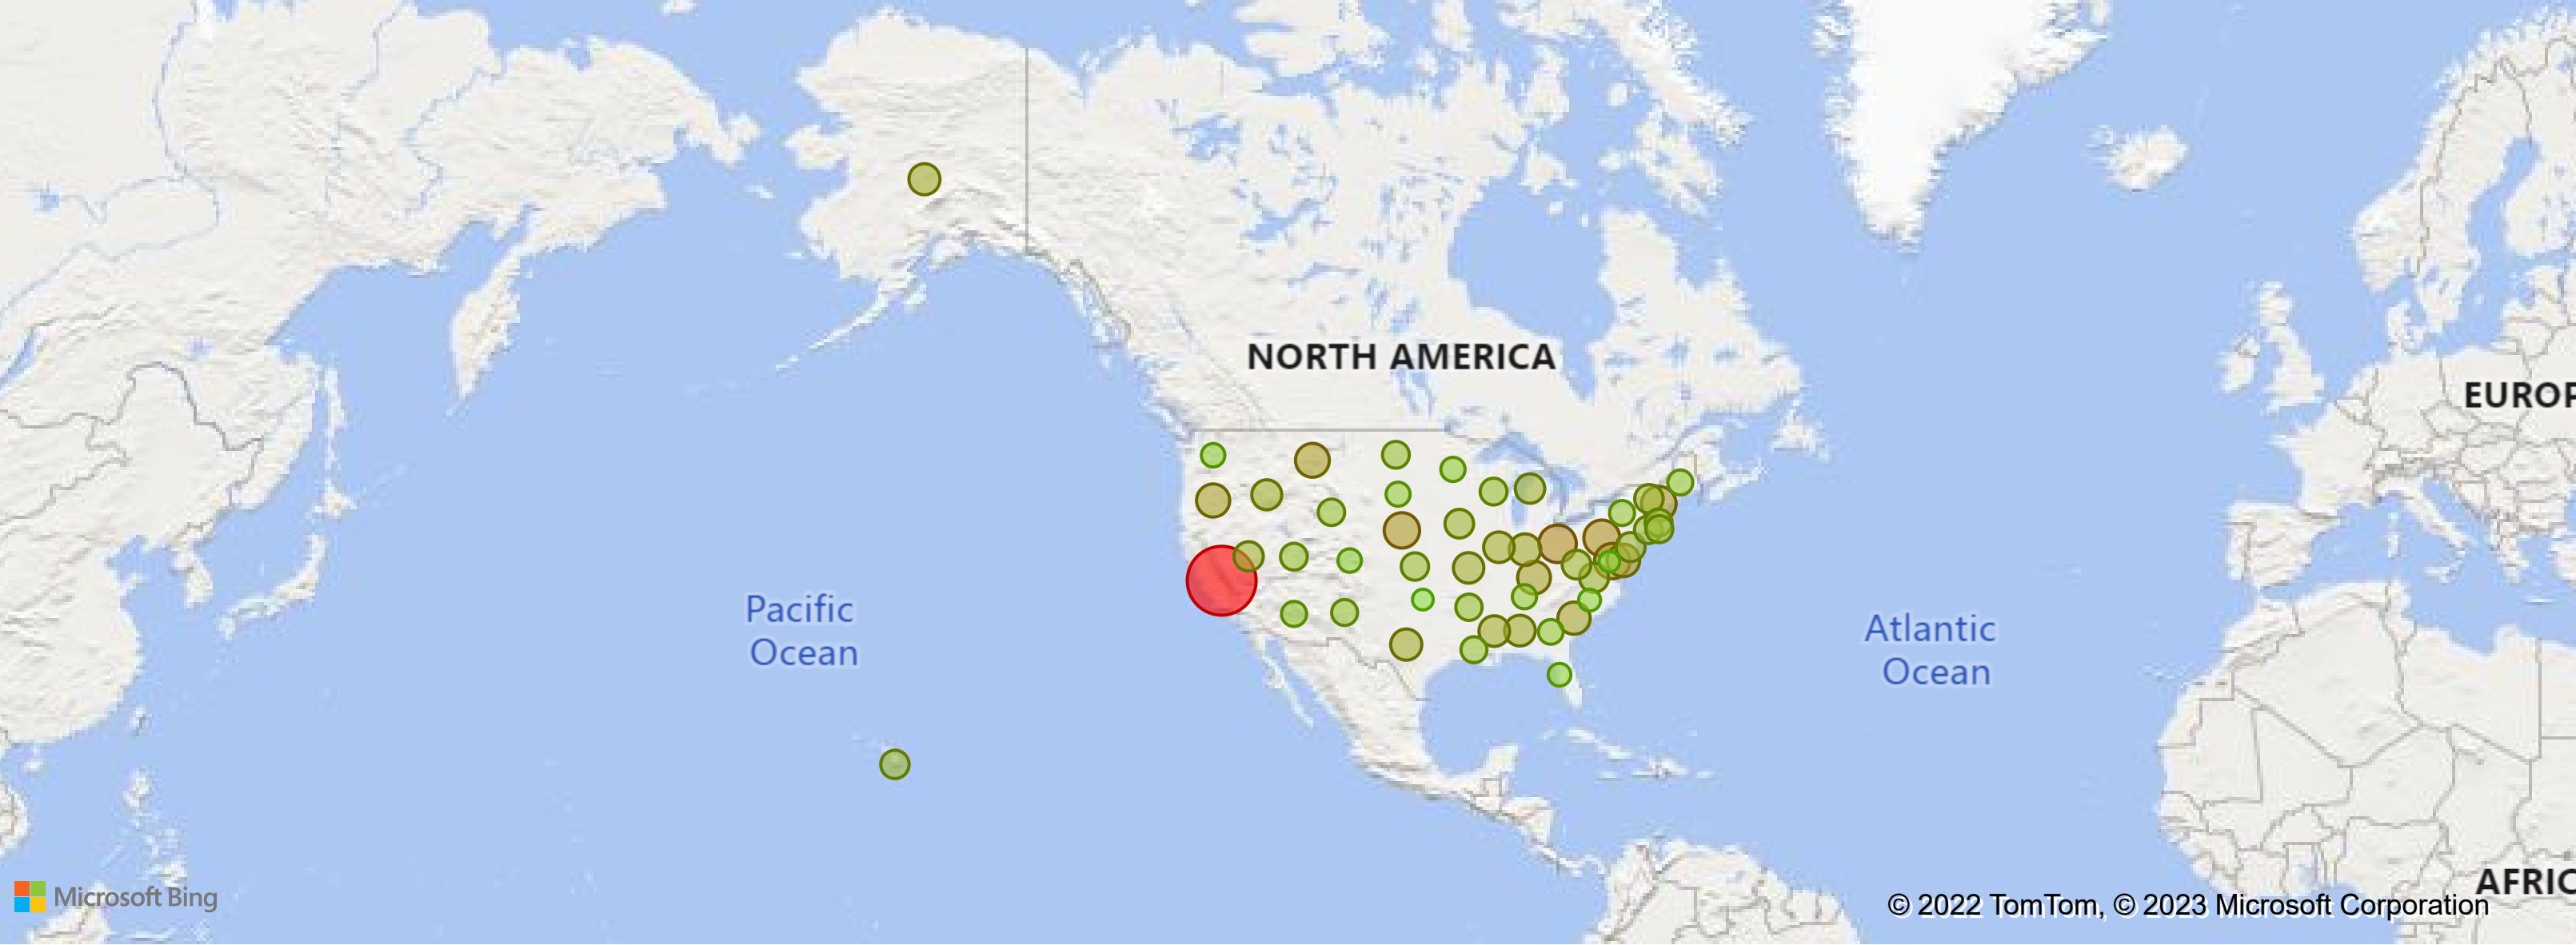 NORTH AMERICA
EUROP
Pacific
Ocean
Atlantic
Ocean
AFRIC
Microsoft Bing
© 2022 TomTom, © 2023 Microsoft Corporation